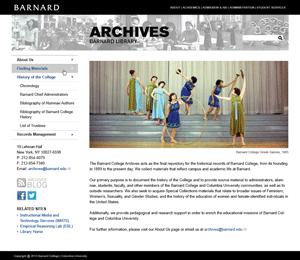 BARNARD
ABOUT | ACADEMICS | ADMISSION & AID | ADMINISTRATION | STUDENT SERVICES
ARCHIVES
BARNARD LIBRARY
About Us
Finding Materials
History of the College
Chronology
Barnard Chief Administrators
Bibliography of Alumnae Authors
Bibliography of Barnard College
History
List of Trustees
Records Management
15 Lehman Hall
New York, NY 10027-6598
P: 212-854-4079
F: 212-854-7340
Email: archives@barnard.edu
BLOG
RELATED SITES
Instructional Media and
Technology Services (IMATS)
Empirical Reasoning Lab (ERL)
Library Home
Barnard College Greek Games, 1965
The Barnard College Archives acts as the final repository for the historical records of Barnard College, from its founding
in 1889 to the present day. We collect materials that reflect campus and academic life at Barnard.
Our primary purpose is to document the history of the College and to provide source material to administrators, alum-
nae, students, faculty, and other members of the Barnard College and Columbia University communities, as well as to
outside researchers. We also seek to acquire Special Collections materials that relate to broader issues of Feminism;
Women's, Sexuality, and Gender Studies; and the history of the education of women and female-identified individuals in
the United States.
Additionally, we provide pedagogical and research support in order to enrich the educational missions of Barnard Col-
lege and Columbia University.
For further information, please visit our About Us page or email us at archives@barnard.edu
Copyright © 2013 Barnard College | Columbia University